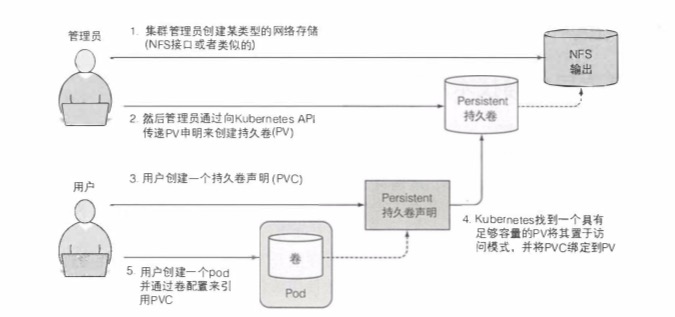 管理员
1. 集群管理员创建某类型的网络存储
(NFS接口或者类似的)
NFS
输出
2. 然后管理员通过向Kubernetes API
传递PV申明来创建持久卷(PV)
Persistent
持久卷
用户
3. 用户创建一个持久卷声明(PVC)
Persistent
持久卷声明
4. Kubernetes找到一个具有
足够容量的PV将其置于访
问模式，并将PVC绑定到PV
5. 用户创建一个pod
并通过卷配置来引
用PVC
卷
Pod